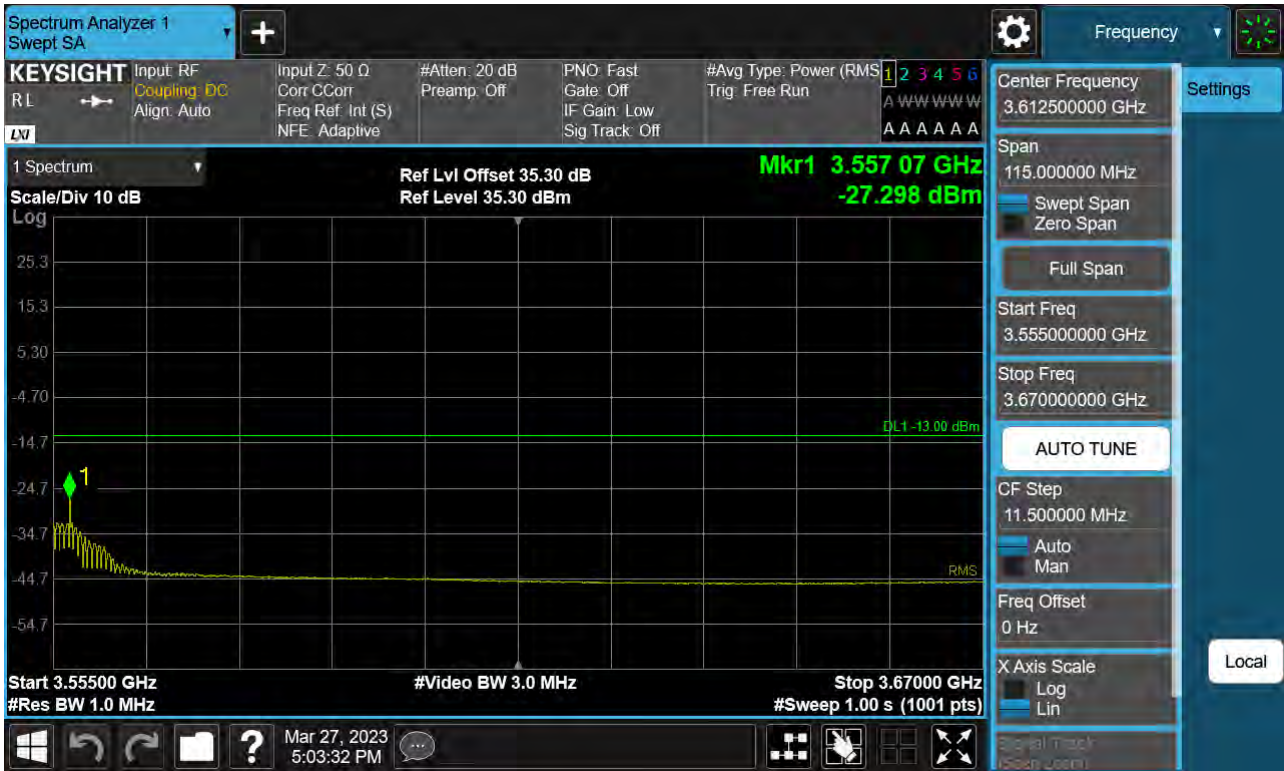 Spectrum Analyzer 1
Swept SA
Frequency
KEYSIGHT
RL
LXI
Input: RF
Coupling: DC
Align: Auto
Input Z: 50 Ω
Corr CCorr
Freq Ref: Int (S)
NFE: Adaptive
#Atten: 20 dB
Preamp: Off
PNO: Fast
Gate: Off
IF Gain: Low
Sig Track: Off
#Avg Type: Power (RMS
Trig: Free Run
1 2 3 4 5 6
A W W W W W
A A A A A A
1 Spectrum
Scale/Div 10 dB
Log
Ref Lvl Offset 35.30 dB
Ref Level 35.30 dBm
Mkr1 3.557 07 GHz
-27.298 dBm
25.3
15.3
5.30
-4.70
-14.7
-24.7
-34.7
-44.7
-54.7
DL1 -13.00 dBm
1
RMS
Start 3.55500 GHz
#Res BW 1.0 MHz
#Video BW 3.0 MHz
Stop 3.67000 GHz
#Sweep 1.00 s (1001 pts)
Center Frequency
3.612500000 GHz
Settings
Span
115.000000 MHz
Swept Span
Zero Span
Full Span
Start Freq
3.555000000 GHz
Stop Freq
3.670000000 GHz
AUTO TUNE
CF Step
11.500000 MHz
Auto
Man
Freq Offset
0 Hz
X Axis Scale
Log
Lin
Signal Track
(Span Zoom)
Local
?
Mar 27, 2023
5:03:32 PM